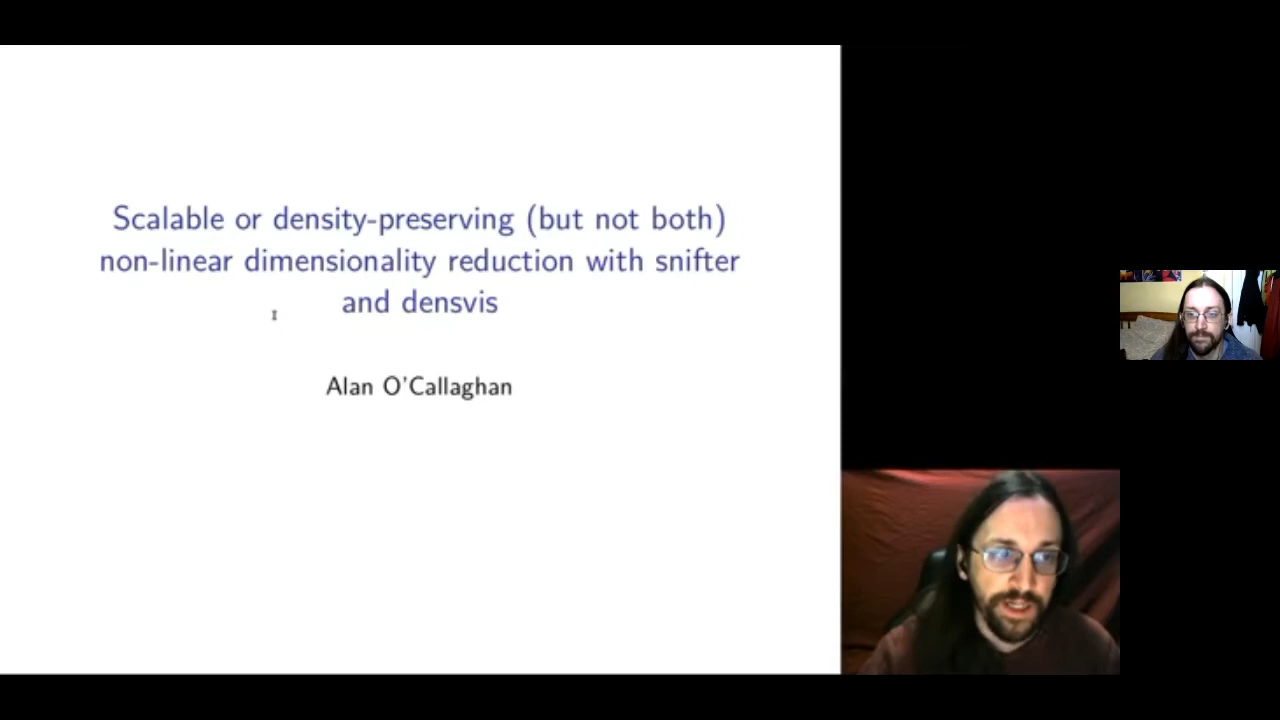 Scalable or density-preserving (but not both)
non-linear dimensionality reduction with snifter
and densvis
Alan O'Callaghan